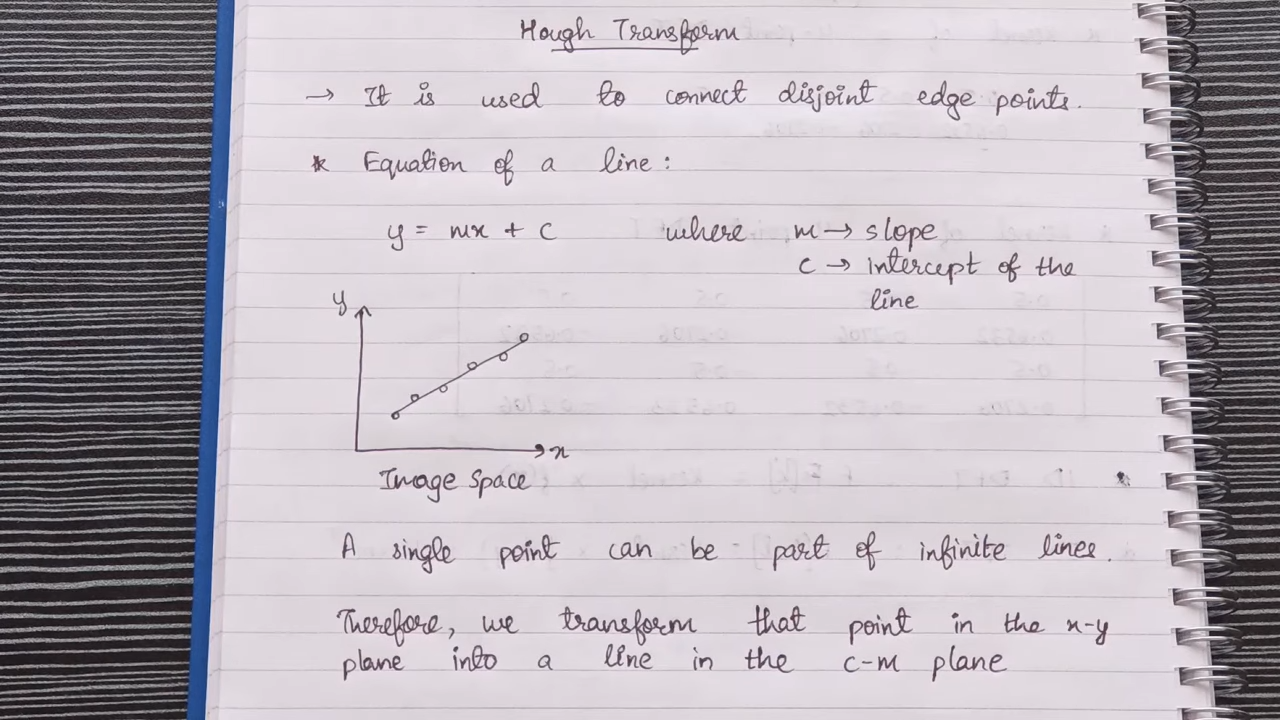 Hough Transform
→ It is used to connect disjoint edge points.
* Equation of a line :
y = mx + c where m → slope
c → intercept of the
line
y
x
Image Space
A single point can be part of infinite lines.
Therefore, we transform that point in the x-y
plane into a line in the c-m plane